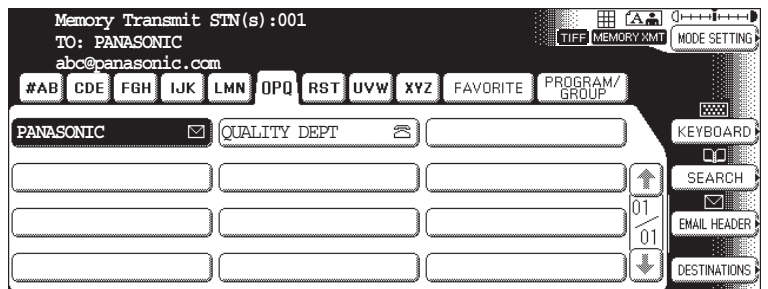 Memory Transmit STN(s):001
TO: PANASONIC
abc@panasonic.com
TIFF MEMORY XMT MODE SETTING
#AB CDE FGH IJK LMN OPQ RST UVW XYZ FAVORITE PROGRAM/
GROUP
PANASONIC QUALITY DEPT
KEYBOARD
SEARCH
01
01
EMAIL HEADER
DESTINATIONS